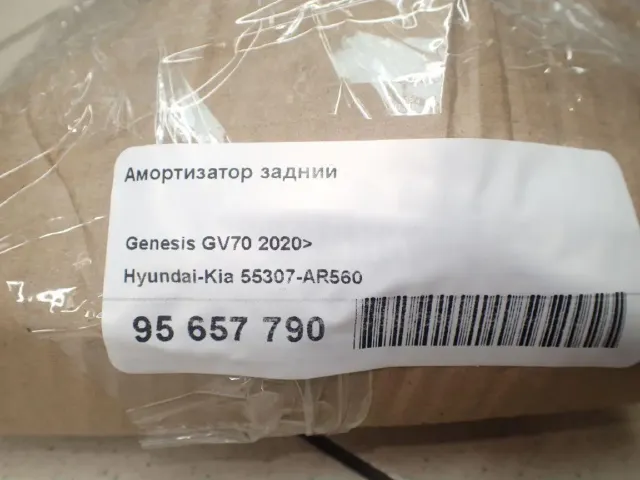 Амортизатор заднии
Genesis GV70 2020>
Hyundai-Kia 55307-AR560
95 657 790